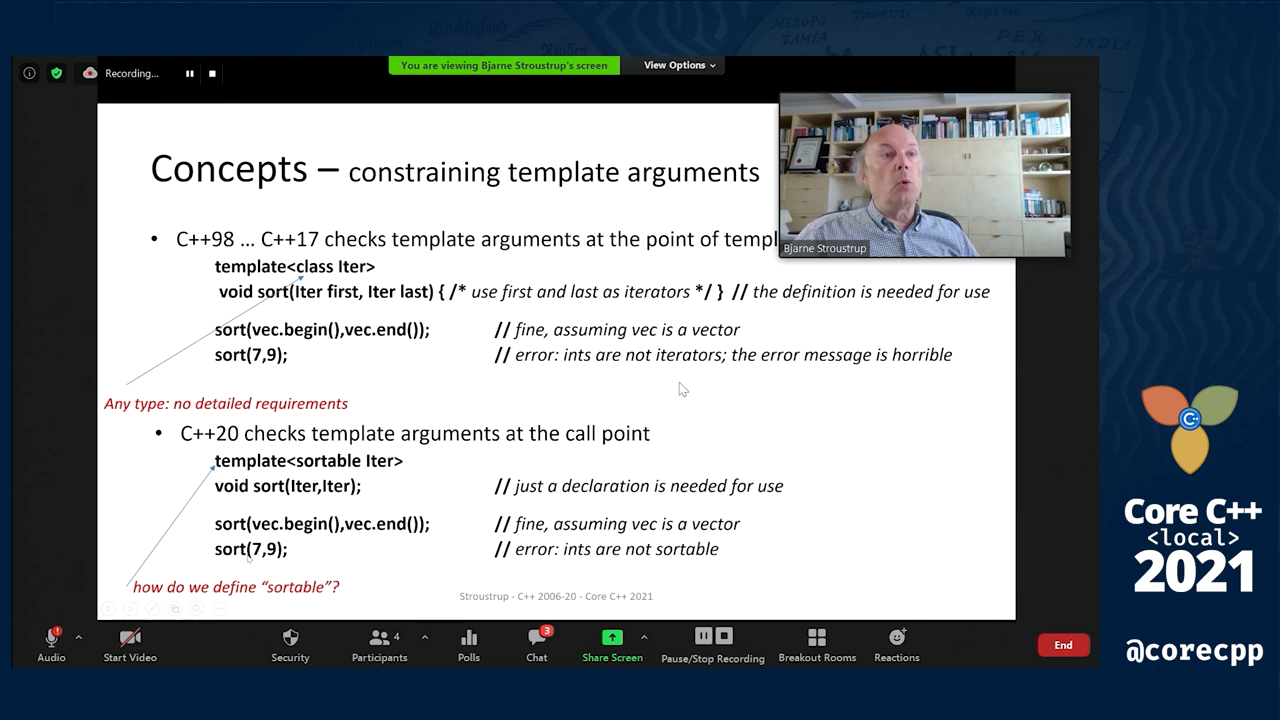 MESOPO
TAMIA
PER
INDIA
Recording...
You are viewing Bjarne Stroustrup's screen
View Options
Concepts – constraining template arguments
• C++98 ... C++17 checks template arguments at the point of templ
template<class Iter>
void sort(Iter first, Iter last) { /* use first and last as iterators */ } // the definition is needed for use
sort(vec.begin(),vec.end()); // fine, assuming vec is a vector
sort(7,9); // error: ints are not iterators; the error message is horrible
Any type: no detailed requirements
• C++20 checks template arguments at the call point
template<sortable Iter>
void sort(Iter,Iter); // just a declaration is needed for use
sort(vec.begin(),vec.end()); // fine, assuming vec is a vector
sort(7,9); // error: ints are not sortable
how do we define “sortable”?
Stroustrup - C++ 2006-20 - Core C++ 2021
Bjarne Stroustrup
Audio
Start Video
Security
Participants 4
Polls
Chat 3
Share Screen
Pause/Stop Recording
Breakout Rooms
Reactions
End
C++
Core C++
<local>
2021
@corecpp